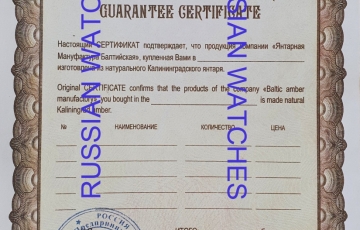 GUARANTEE CERTIFICATE
Настоящий СЕРТИФИКАТ подтверждает, что продукция компании «Янтарная
Мануфактура Балтийская», купленная Вами в
изготовлена из натурального Калининградского янтаря.
Original CERTIFICATE confirms that the products of the company «Baltic amber
manufactory», you bought in the is made natural
Kaliningrad amber.
№ НАИМЕНОВАНИЕ КОЛИЧЕСТВО ЦЕНА
РОССИЯ
RUSSIAN WATCHES
SIAN WATCHES